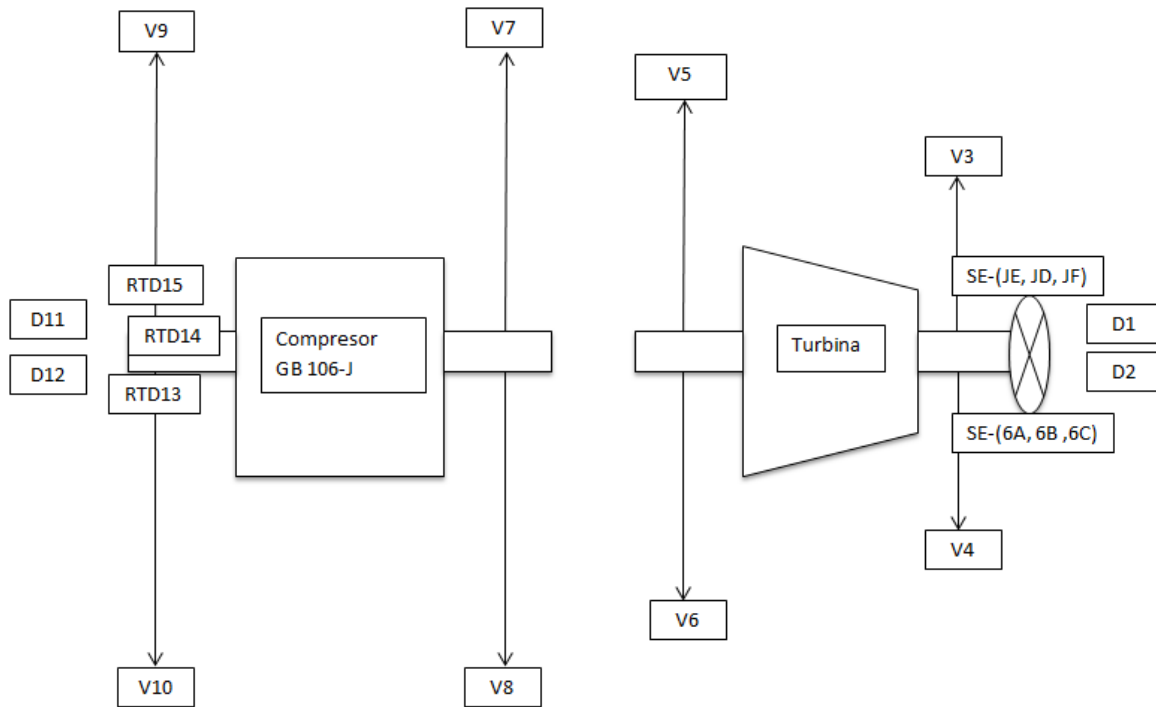 V9
V7
V5
V3
RTD15
SE-(JE, JD, JF)
D11
RTD14
Compresor
GB 106-J
Turbina
D1
D12
RTD13
D2
SE-(6A, 6B ,6C)
V4
V6
V10
V8